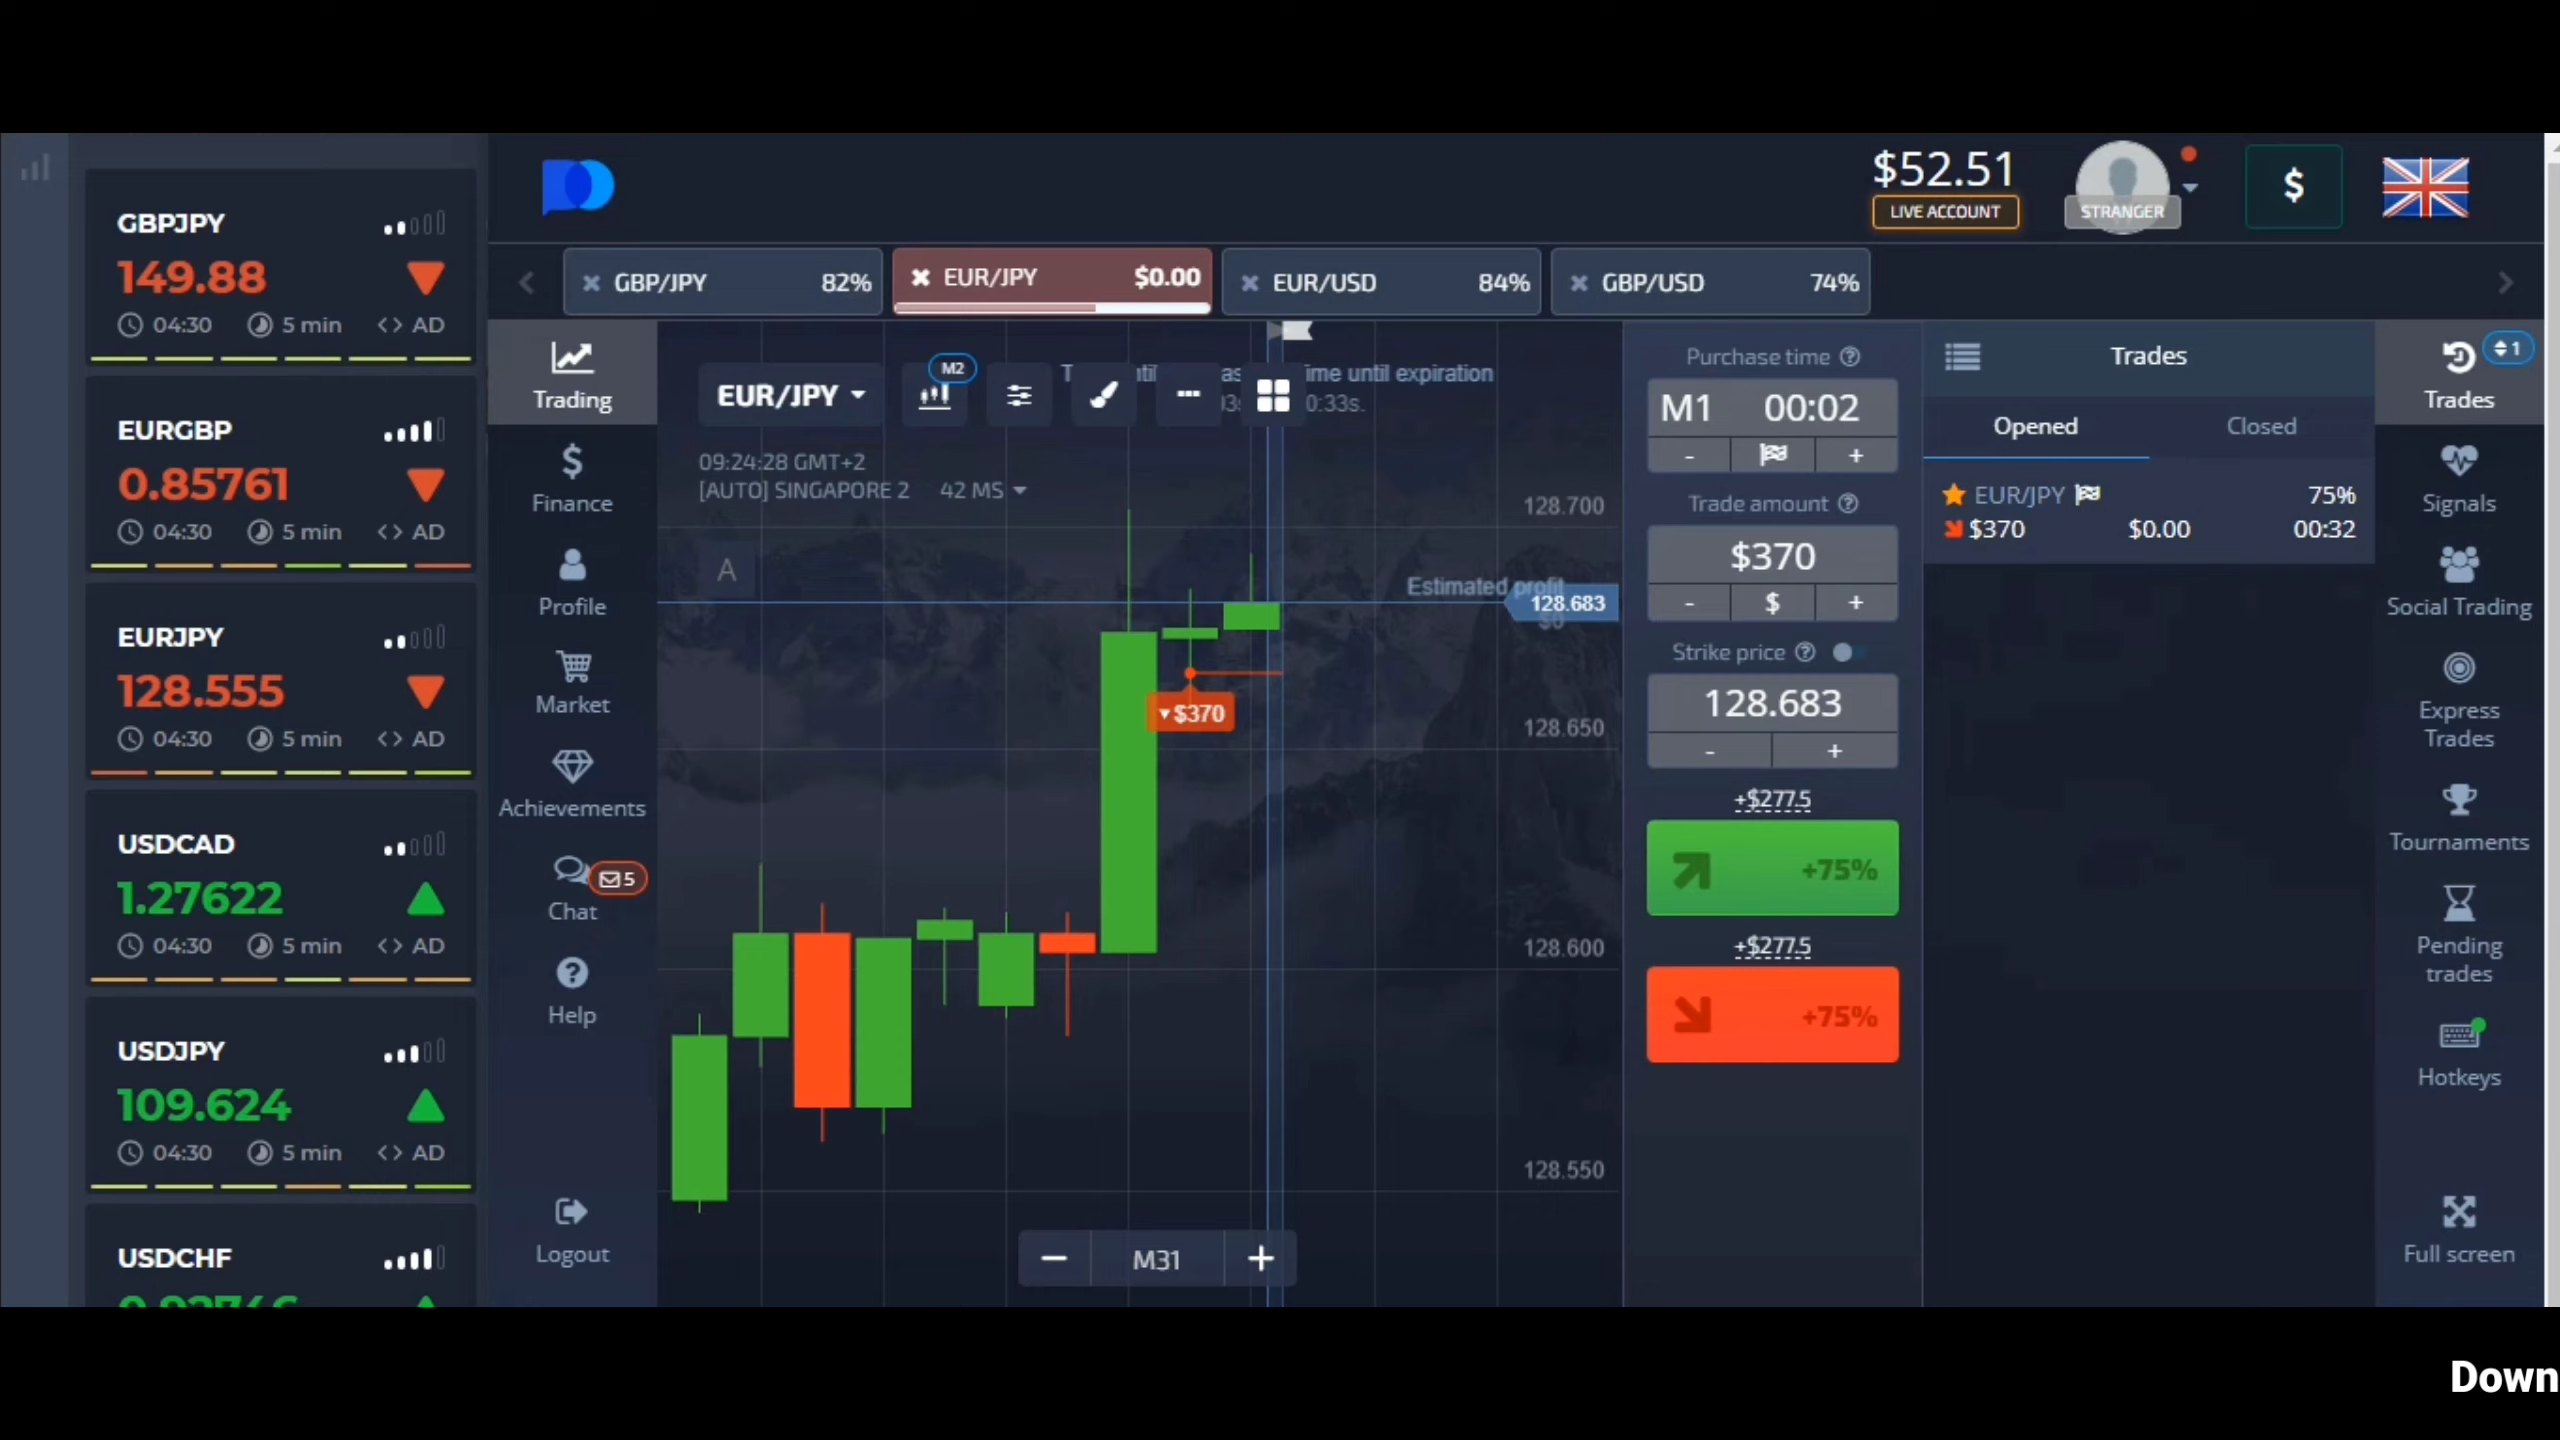 GBPJPY
149.88
04:30 5 min <> AD
EURGBP
0.85761
04:30 5 min <> AD
EURJPY
128.555
04:30 5 min <> AD
USDCAD
1.27622
04:30 5 min <> AD
USDJPY
109.624
04:30 5 min <> AD
USDCHF
$52.51
LIVE ACCOUNT
STRANGER
$
GBP/JPY 82%
EUR/JPY $0.00
EUR/USD 84%
GBP/USD 74%
Trading
Finance
Profile
Market
Achievements
5
Chat
Help
Logout
EUR/JPY
M2
ime until expiration
0:33s.
09:24:28 GMT+2
[AUTO] SINGAPORE 2 42 MS
A
128.700
Estimated profit
128.683
$0
$370
128.650
128.600
128.550
− M31 +
Purchase time
M1 00:02
- +
Trade amount
$370
- $ +
Strike price
128.683
- +
+$277.5
+75%
+$277.5
+75%
Trades
Opened Closed
EUR/JPY 75%
$370 $0.00 00:32
1
Trades
Signals
Social Trading
Express
Trades
Tournaments
Pending
trades
Hotkeys
Full screen
Down